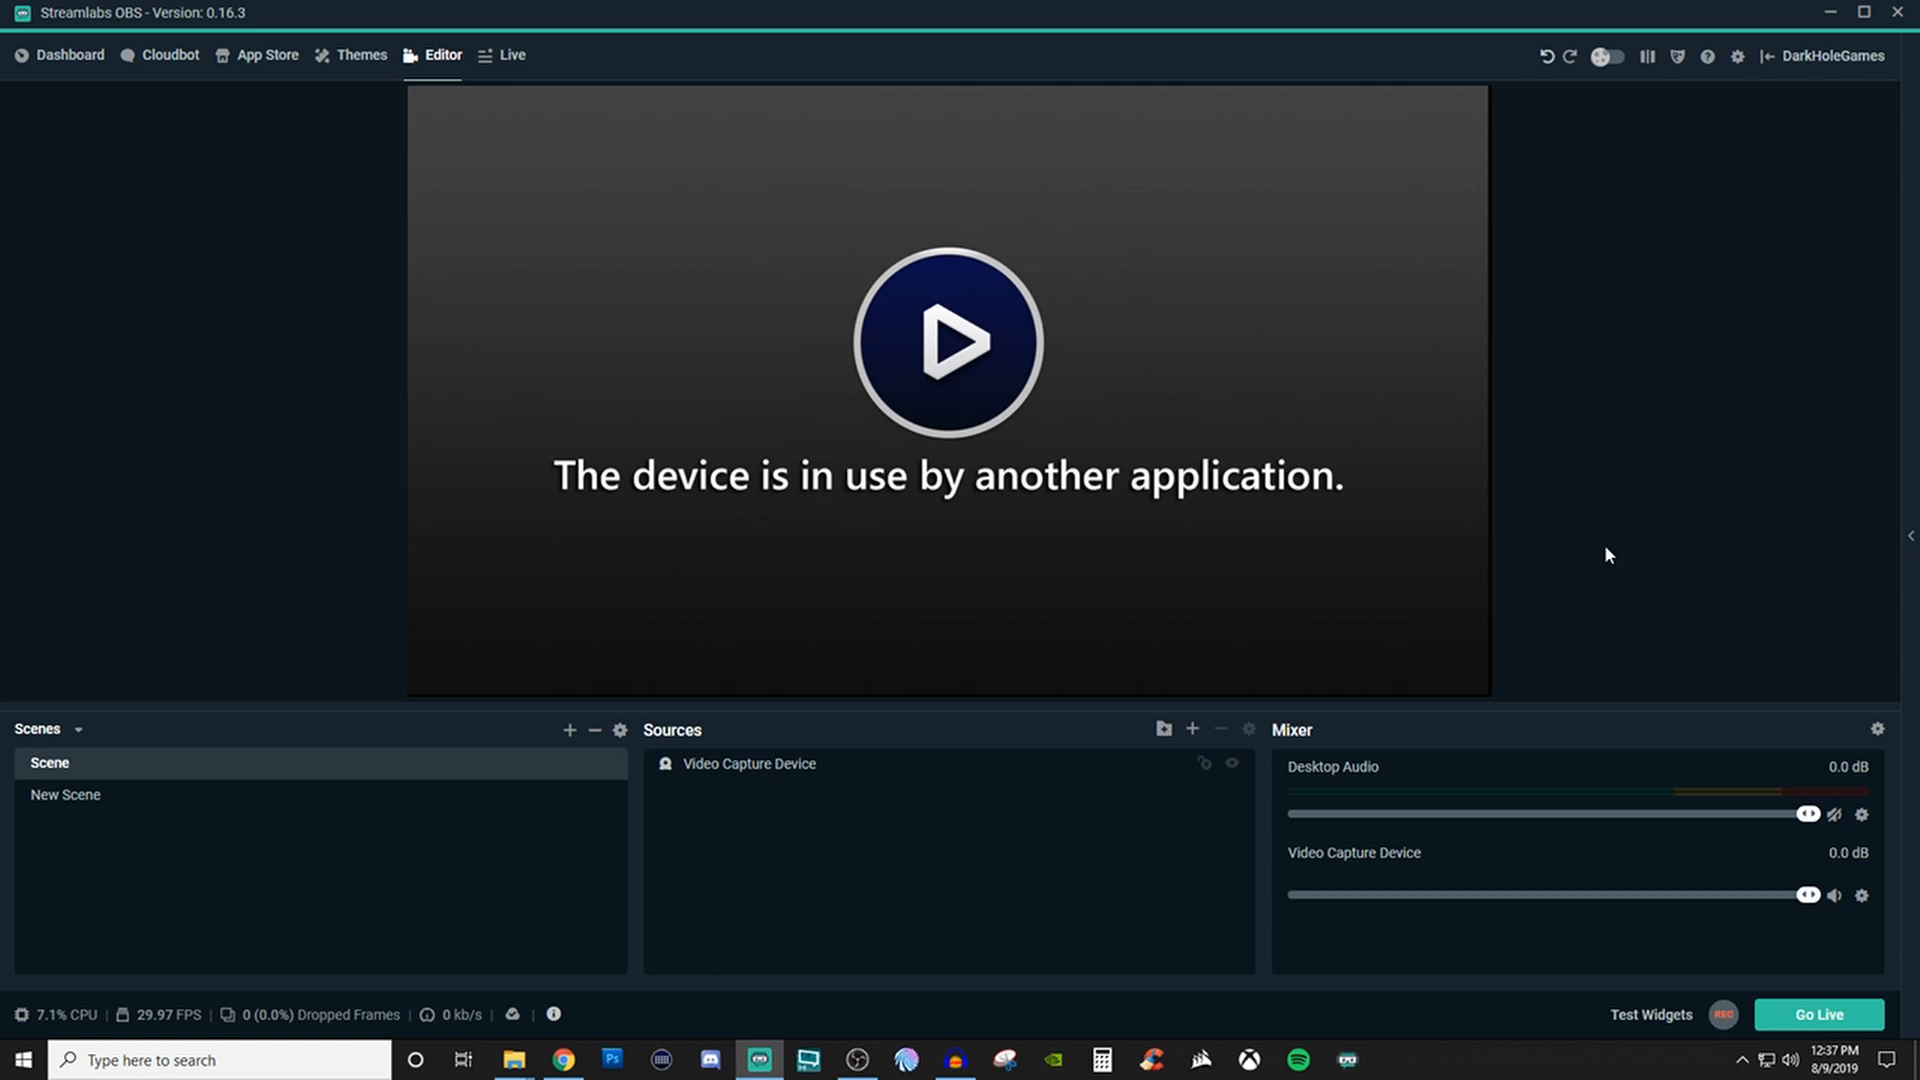 Streamlabs OBS - Version: 0.16.3
Dashboard Cloudbot App Store Themes Editor Live DarkHoleGames
The device is in use by another application.
Scenes Sources Mixer
Scene Video Capture Device Desktop Audio 0.0 dB
New Scene
Video Capture Device 0.0 dB
7.1% CPU | 29.97 FPS | 0 (0.0%) Dropped Frames | 0 kb/s | | Test Widgets REC Go Live
Type here to search Ps 12:37 PM
8/9/2019